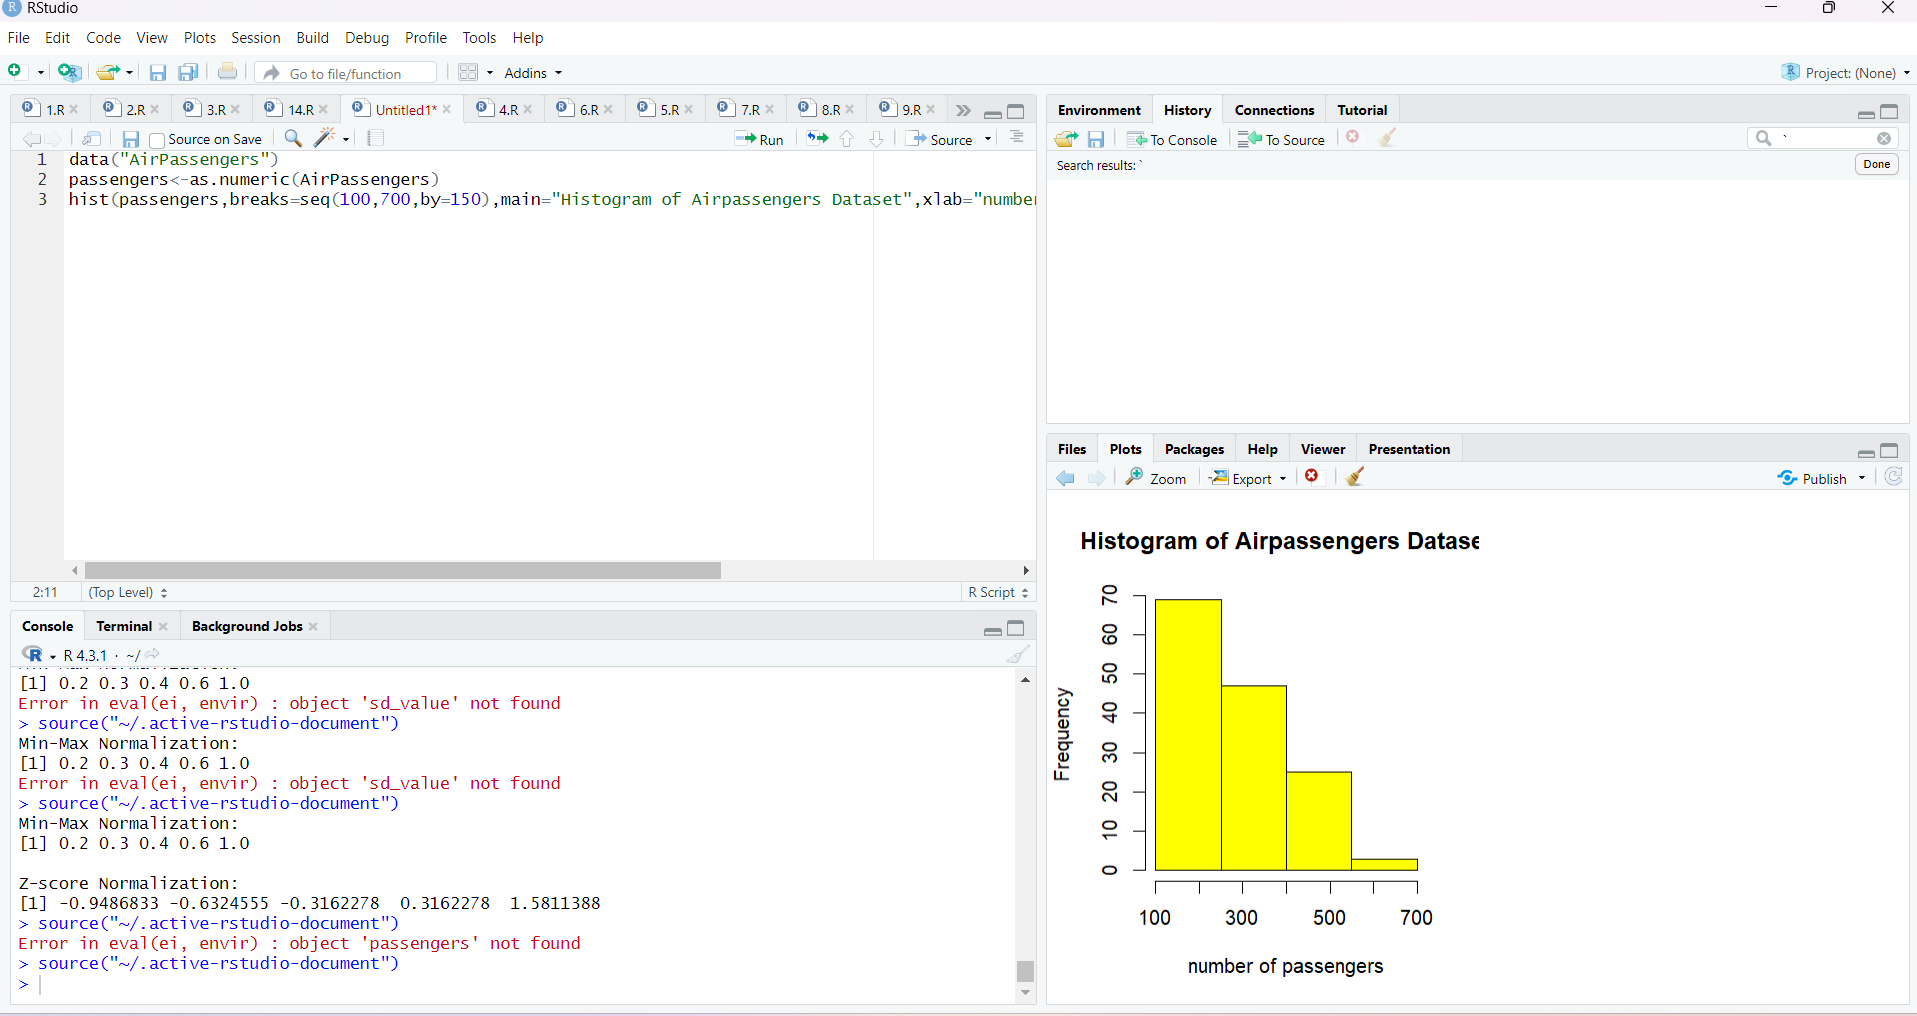 RStudio
File Edit Code View Plots Session Build Debug Profile Tools Help
Go to file/function Addins Project: (None)
1.R 2.R 3.R 14.R Untitled1* 4.R 6.R 5.R 7.R 8.R 9.R
Source on Save Run Source
1 data("AirPassengers")
2 passengers<-as.numeric(AirPassengers)
3 hist(passengers,breaks=seq(100,700,by=150),main="Histogram of Airpassengers Dataset",xlab="number
2:11 (Top Level) R Script
Console Terminal Background Jobs
R 4.3.1 · ~/
[1] 0.2 0.3 0.4 0.6 1.0
Error in eval(ei, envir) : object 'sd_value' not found
> source("~/.active-rstudio-document")
Min-Max Normalization:
[1] 0.2 0.3 0.4 0.6 1.0
Error in eval(ei, envir) : object 'sd_value' not found
> source("~/.active-rstudio-document")
Min-Max Normalization:
[1] 0.2 0.3 0.4 0.6 1.0
Z-score Normalization:
[1] -0.9486833 -0.6324555 -0.3162278 0.3162278 1.5811388
> source("~/.active-rstudio-document")
Error in eval(ei, envir) : object 'passengers' not found
> source("~/.active-rstudio-document")
>
Environment History Connections Tutorial
To Console To Source `
Search results: ` Done
Files Plots Packages Help Viewer Presentation
Zoom Export Publish
Histogram of Airpassengers Datase
Frequency
70
60
50
40
30
20
10
0
100 300 500 700
number of passengers